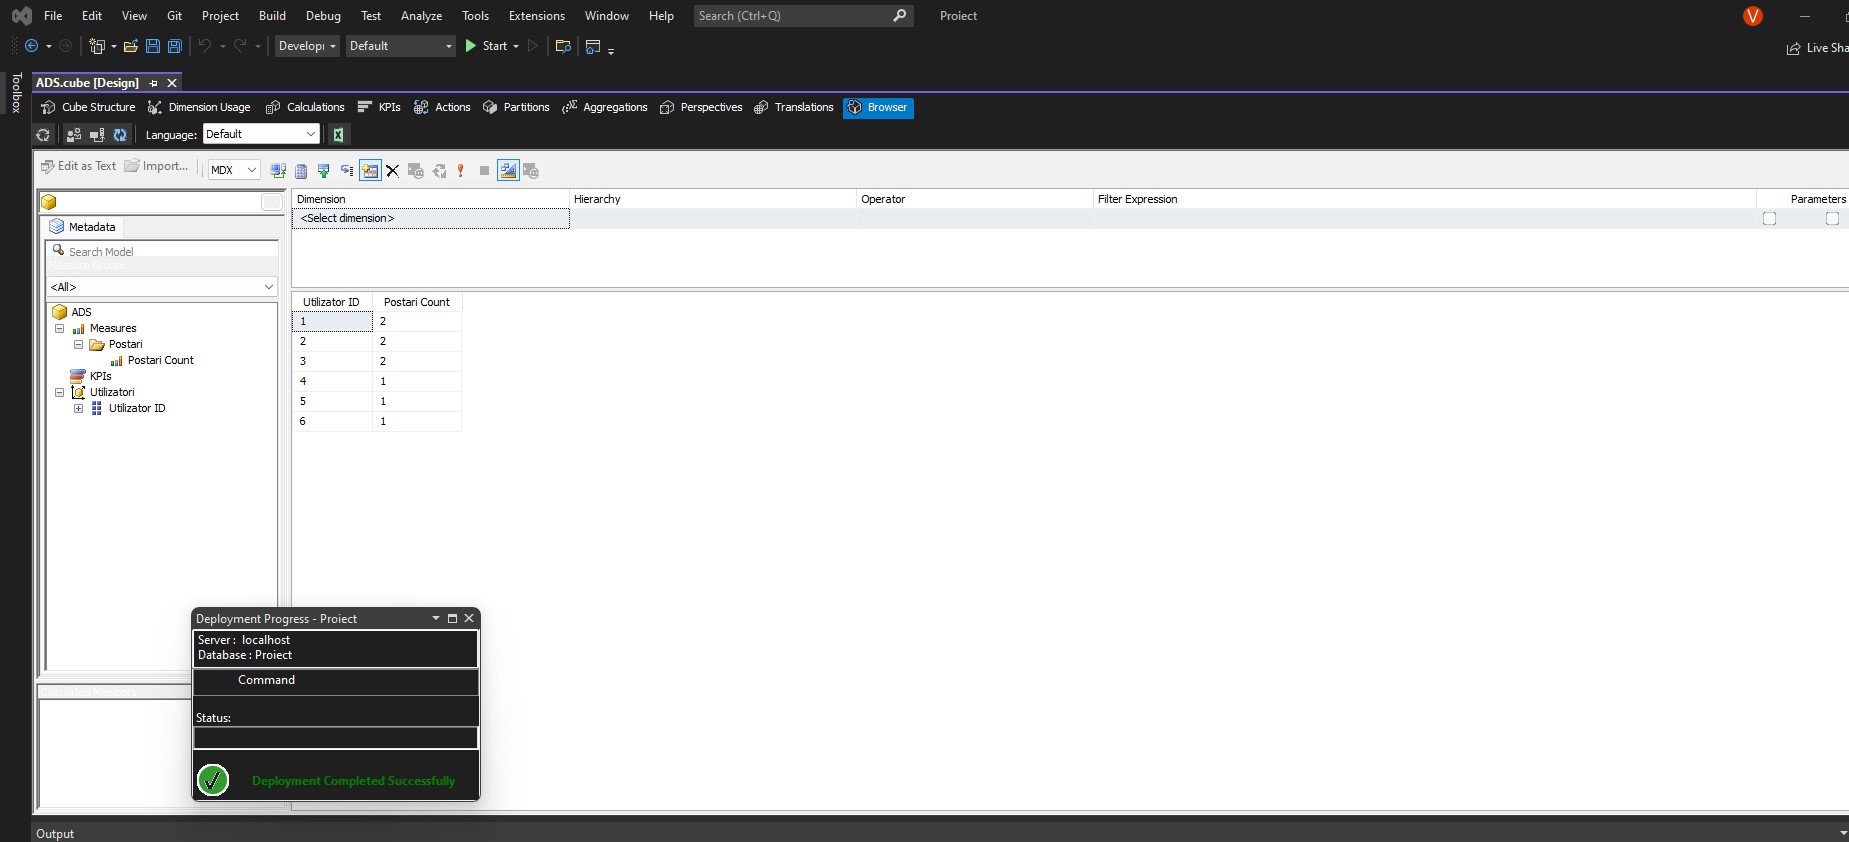 File Edit View Git Project Build Debug Test Analyze Tools Extensions Window Help Search (Ctrl+Q) Proiect
V
Develop Default Start Live Sha
Toolbox
ADS.cube [Design]
Cube Structure Dimension Usage Calculations KPIs Actions Partitions Aggregations Perspectives Translations Browser
Language: Default
Edit as Text Import... MDX
Metadata
Search Model
Measure Group:
<All>
ADS
Measures
Postari
Postari Count
KPIs
Utilizatori
Utilizator ID
Dimension Hierarchy Operator Filter Expression Parameters
<Select dimension>
Utilizator ID Postari Count
1 2
2 2
3 2
4 1
5 1
6 1
Calculated Members
Deployment Progress - Proiect
Server : localhost
Database : Proiect
Command
Status:
Deployment Completed Successfully
Output